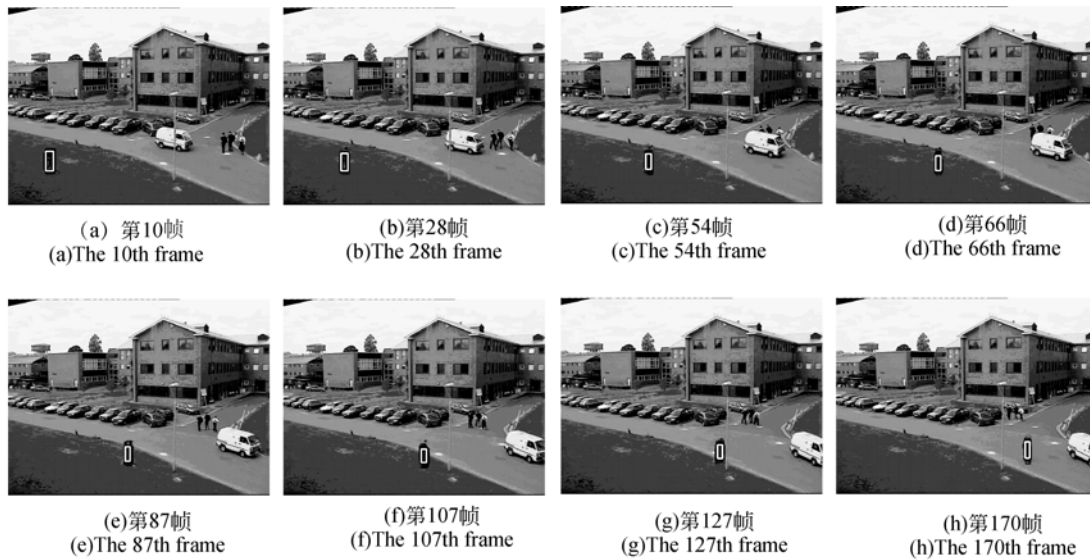 (a) 第10帧
(a)The 10th frame
(b)第28帧
(b)The 28th frame
(c)第54帧
(c)The 54th frame
(d)第66帧
(d)The 66th frame
(e)第87帧
(e)The 87th frame
(f)第107帧
(f)The 107th frame
(g)第127帧
(g)The 127th frame
(h)第170帧
(h)The 170th frame